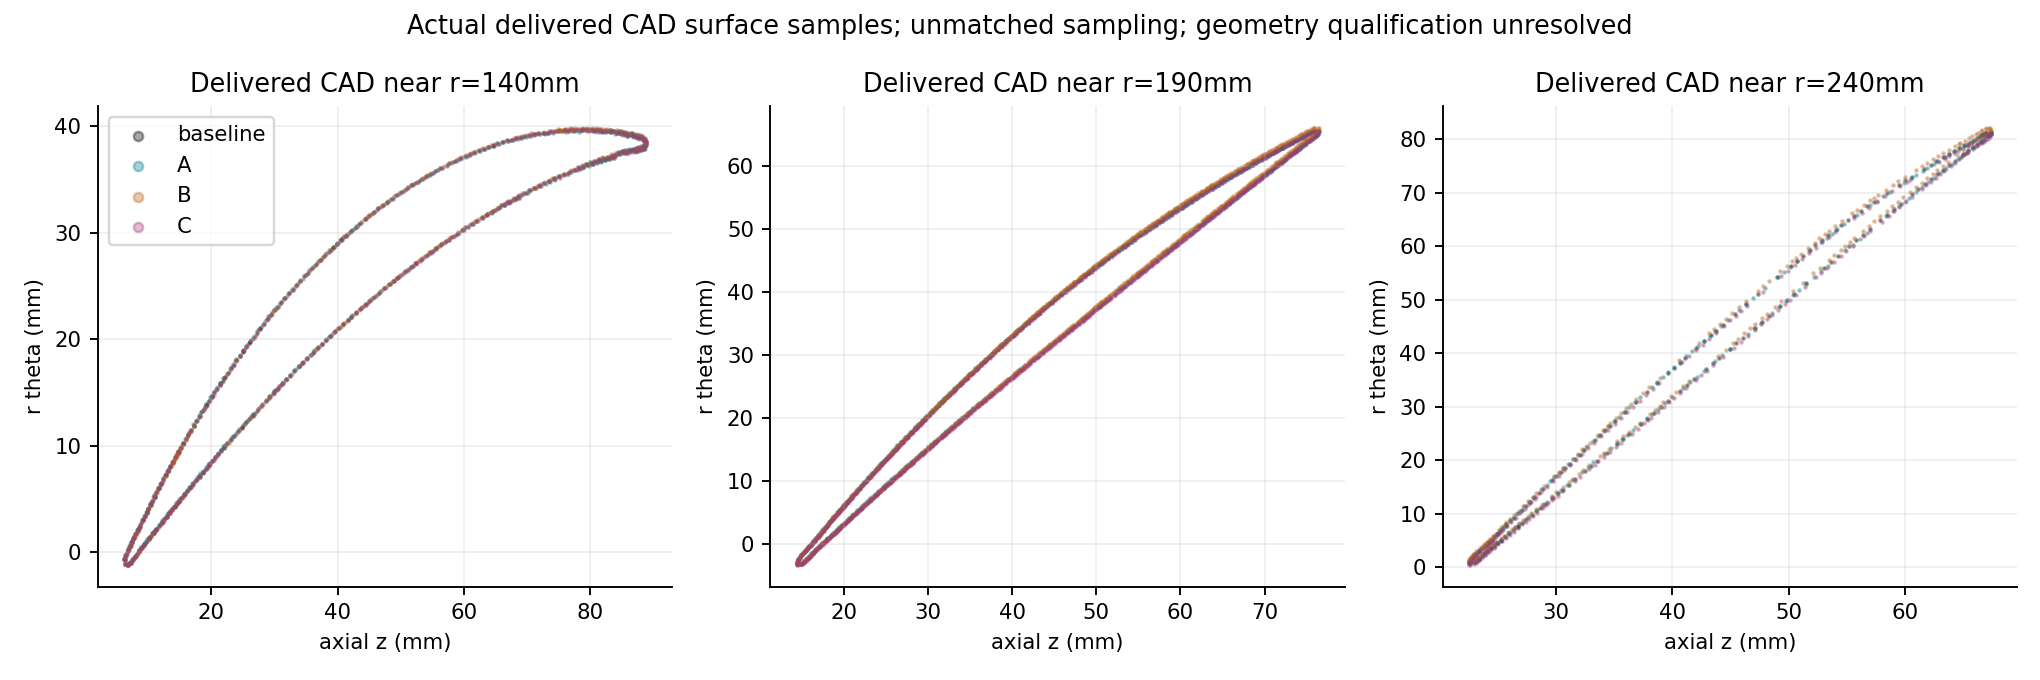 Actual delivered CAD surface samples; unmatched sampling; geometry qualification unresolved
Delivered CAD near r=140mm
40
30
20
10
0
r theta (mm)
baseline
A
B
C
20
40
60
80
axial z (mm)
Delivered CAD near r=190mm
60
50
40
30
20
10
0
r theta (mm)
20
30
40
50
60
70
axial z (mm)
Delivered CAD near r=240mm
80
70
60
50
40
30
20
10
0
r theta (mm)
30
40
50
60
axial z (mm)